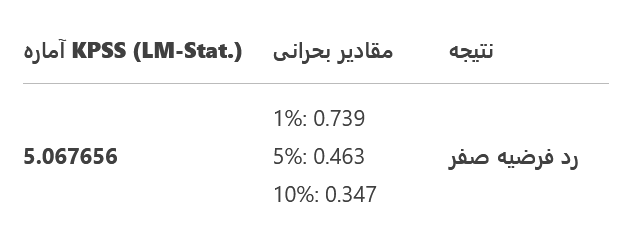 آماره KPSS (LM-Stat.) مقادیر بحرانی نتیجه
1%: 0.739
5.067656 5%: 0.463 رد فرضیه صفر
10%: 0.347